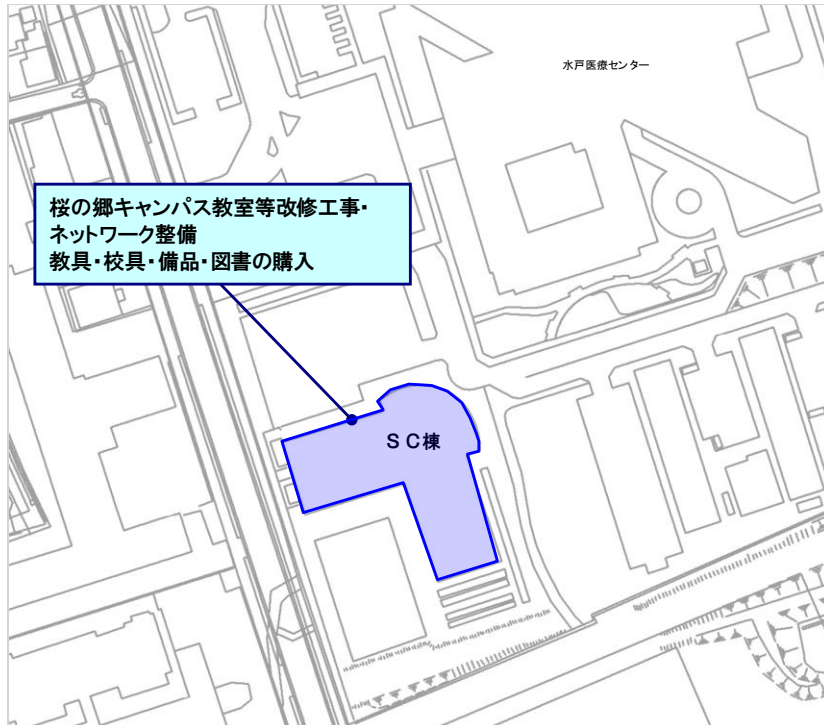 水戸医療センター
桜の郷キャンパス教室等改修工事・
ネットワーク整備
教具・校具・備品・図書の購入
ＳＣ棟